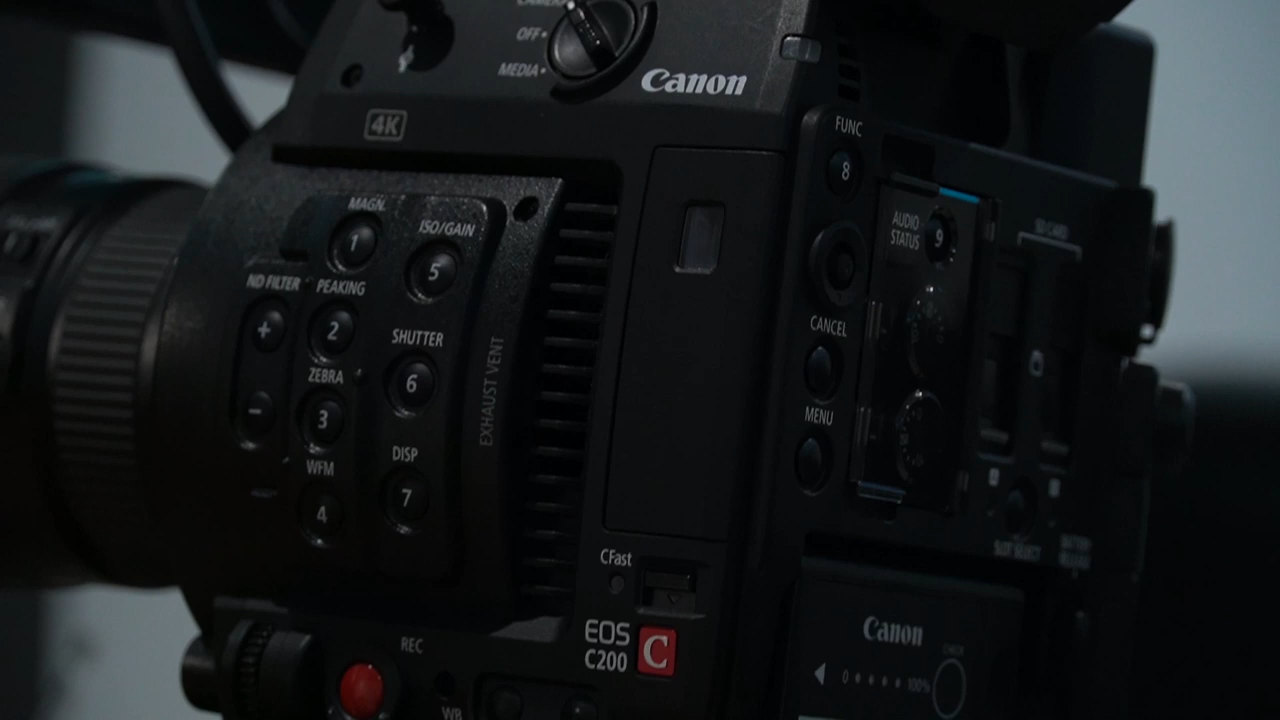 CAMERA
OFF
MEDIA
Canon
4K
FUNC
8
MAGN.
1
ISO/GAIN
5
AUDIO
STATUS
9
SD CARD
ND FILTER
PEAKING
+
2
SHUTTER
6
CANCEL
ZEBRA
3
-
MENU
EXHAUST VENT
WFM
4
DISP
7
SLOT SELECT
BATTERY
RELEASE
CFast
EOS
C200
C
REC
WB
Canon
CHECK
0
100%